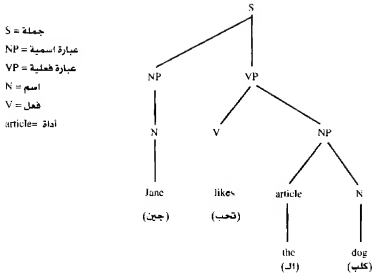 S
S = جملة
NP = عبارة اسمية
VP = عبارة فعلية
N = اسم
V = فعل
article = أداة
NP VP
N V NP
Jane likes article N
(جين) (تحب)
the dog
(الـ) (كلب)